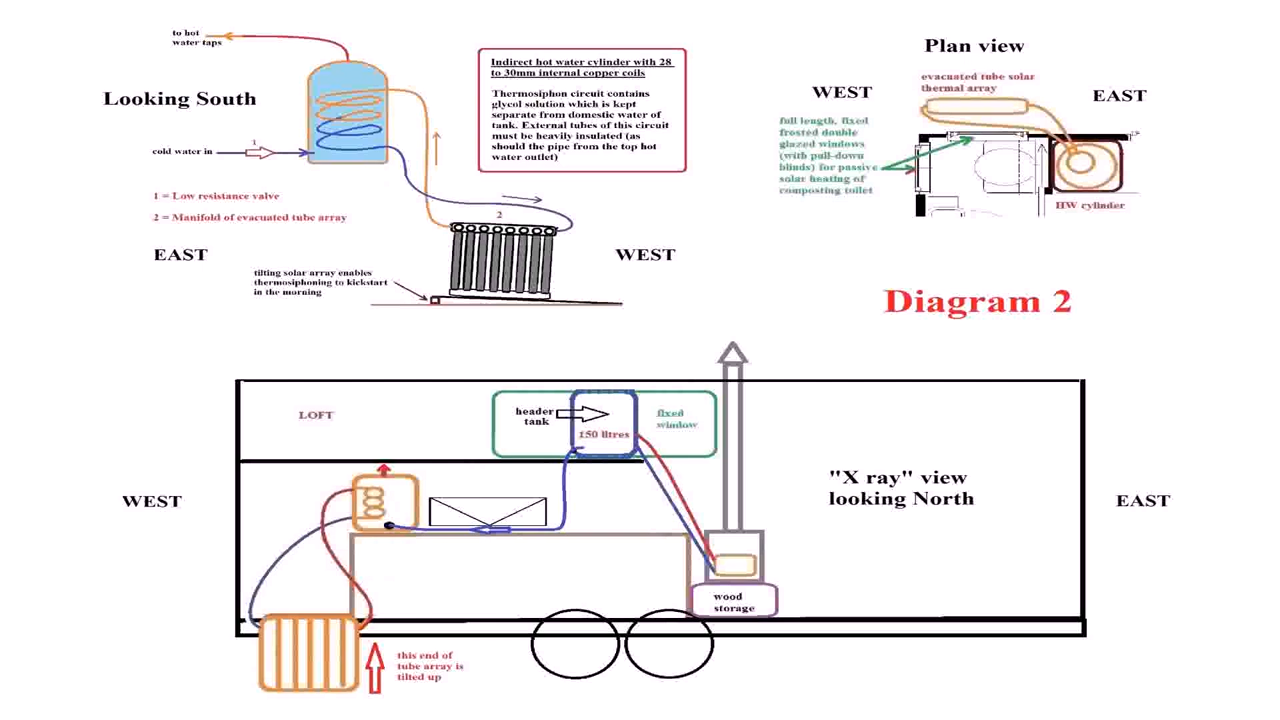 to hot
water taps
Looking South
cold water in
1
Indirect hot water cylinder with 28
to 30mm internal copper coils
Thermosiphon circuit contains
glycol solution which is kept
separate from domestic water of
tank. External tubes of this circuit
must be heavily insulated (as
should the pipe from the top hot
water outlet)
1 = Low resistance valve
2 = Manifold of evacuated tube array
2
EAST
WEST
tilting solar array enables
thermosiphoning to kickstart
in the morning
Plan view
evacuated tube solar
thermal array
WEST
EAST
full length, fixed
frosted double
glazed windows
(with pull-down
blinds) for passive
solar heating of
composting toilet
HW cylinder
Diagram 2
LOFT
header
tank
150 litres
fixed
window
"X ray" view
looking North
WEST
EAST
wood
storage
this end of
tube array is
tilted up